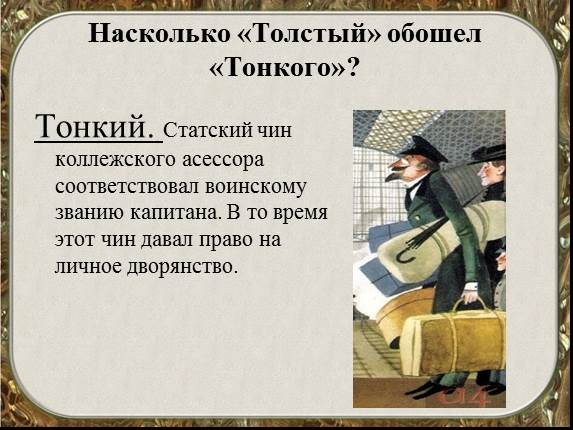 Насколько «Толстый» обошел
«Тонкого»?
Тонкий. Статский чин
коллежского асессора
соответствовал воинскому
званию капитана. В то время
этот чин давал право на
личное дворянство.